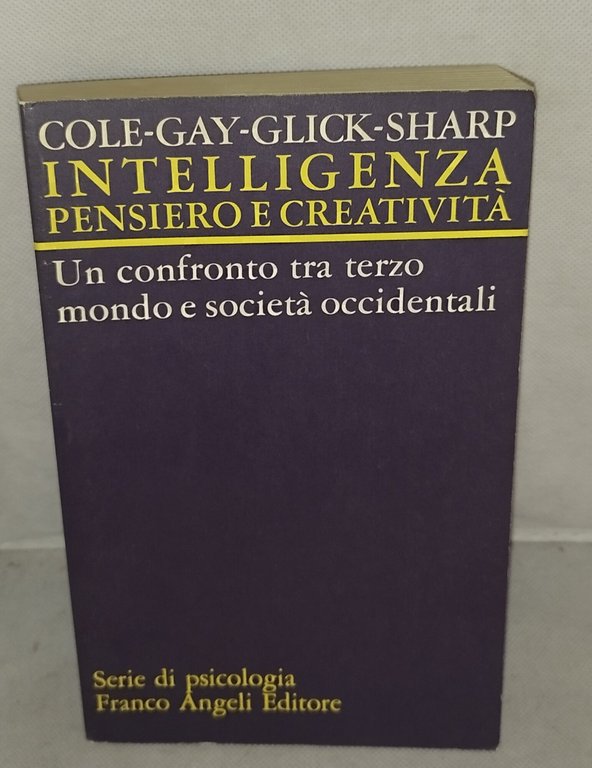 COLE-GAY-GLICK-SHARP
INTELLIGENZA
PENSIERO E CREATIVITÀ
Un confronto tra terzo
mondo e società occidentali
Serie di psicologia
Franco Angeli Editore